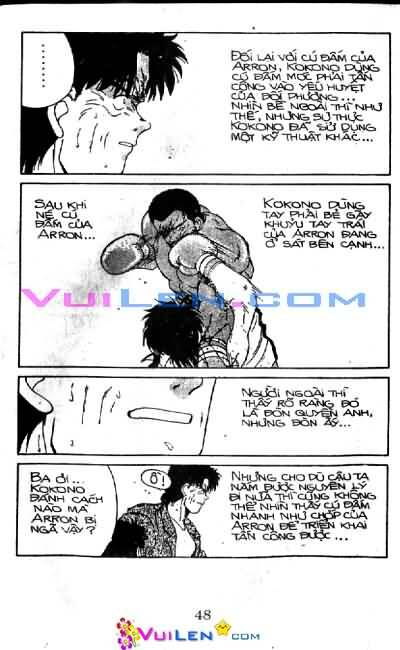 ĐỐI LẠI VỚI CÚ ĐẤM CỦA
ARRON, KOKONO DÙNG
CÚ ĐẤM MÓC PHẢI TẤN
CÔNG VÀO YẾU HUYỆT
CỦA ĐỐI PHƯƠNG...
NHÌN BỀ NGOÀI THÌ NHƯ
THẾ, NHƯNG SỰ THỰC
KOKONO ĐÃ SỬ DỤNG
MỘT KỸ THUẬT KHÁC...
SAU KHI
NÉ CÚ
ĐẤM CỦA
ARRON...
KOKONO DÙNG
TAY PHẢI BẺ GÃY
KHUỶU TAY TRÁI
CỦA ARRON ĐANG
Ở SÁT BÊN CẠNH...
VUILEN.COM
NGƯỜI NGOÀI THÌ
THẤY RÕ RÀNG ĐÓ
LÀ ĐÒN QUYỀN ANH,
NHƯNG ĐÒN ẤY...
BA ƠI...
KOKONO
ĐÁNH CÁCH
NÀO MÀ
ARRON BỊ
NGÃ VẬY?
Ồ!
NHƯNG CHO DÙ CẬU TA
NẮM ĐƯỢC NGUYÊN LÝ
ĐI NỮA THÌ CŨNG KHÔNG
THỂ NHÌN THẤY CÚ ĐẤM
NHANH NHƯ CHỚP CỦA
ARRON ĐỂ TRIỂN KHAI
TẤN CÔNG ĐƯỢC...
48
VUILEN.COM